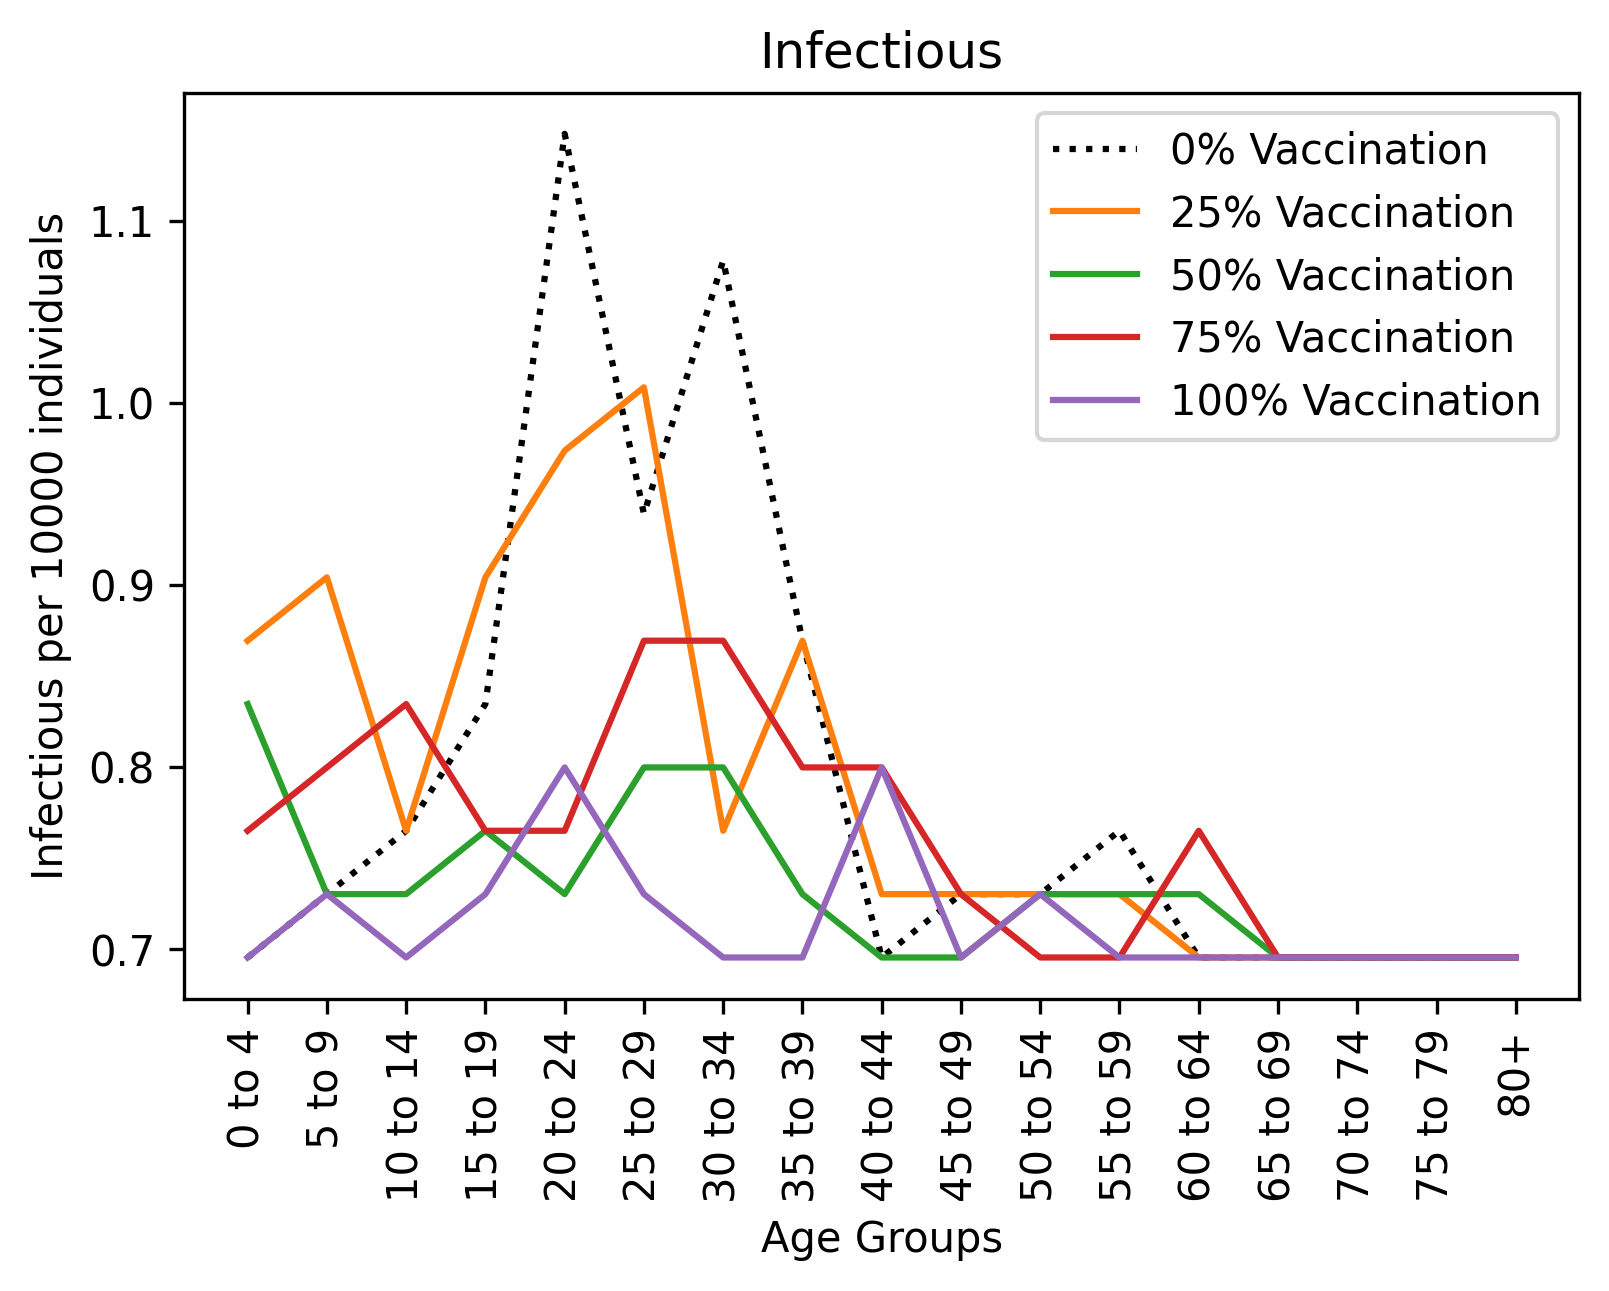 Infectious
Infectious per 10000 individuals
1.1
1.0
0.9
0.8
0.7
0% Vaccination
25% Vaccination
50% Vaccination
75% Vaccination
100% Vaccination
0 to 4
5 to 9
10 to 14
15 to 19
20 to 24
25 to 29
30 to 34
35 to 39
40 to 44
45 to 49
50 to 54
55 to 59
60 to 64
65 to 69
70 to 74
75 to 79
80+
Age Groups